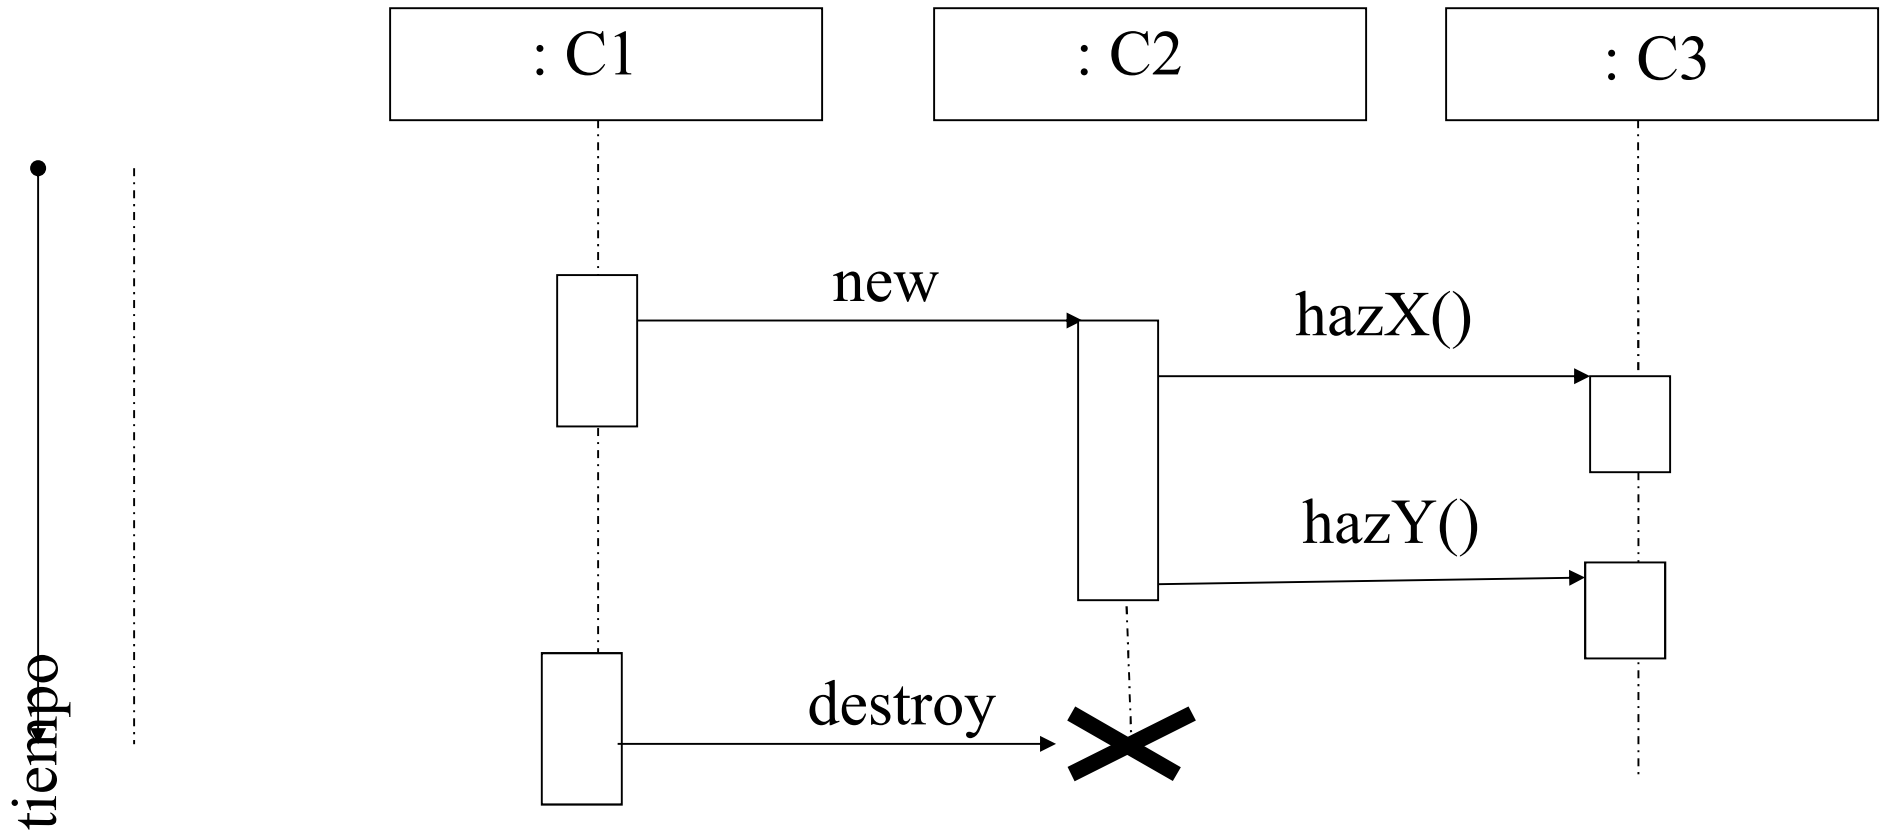 : C1
: C2
: C3
new
hazX()
hazY()
destroy
tiempo